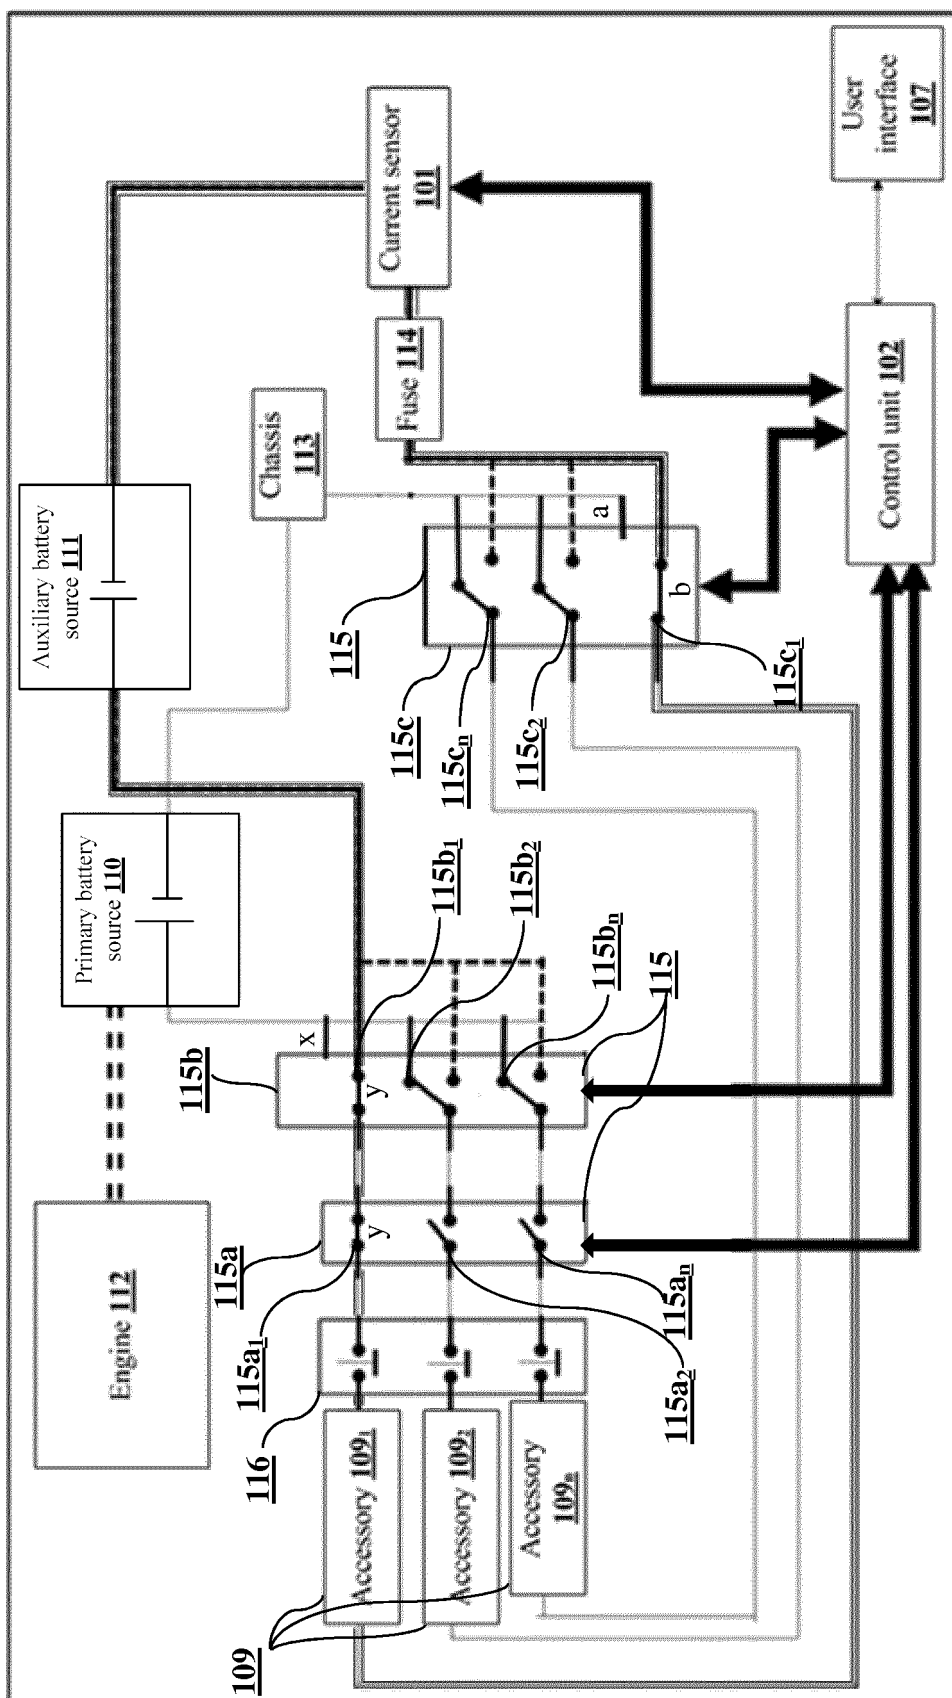 Engine 112
Primary battery
source 110
Auxiliary battery
source 111
Chassis
113
Fuse 114
Current sensor
101
User
interface
107
Control unit 102
115
115c
115cn
115c2
115c1
a
b
115b
x
y
115b1
115b2
115bn
115
115a
y
115a1
115a2
115an
116
109
Accessory 1091
Accessory 1092
Accessory
109n